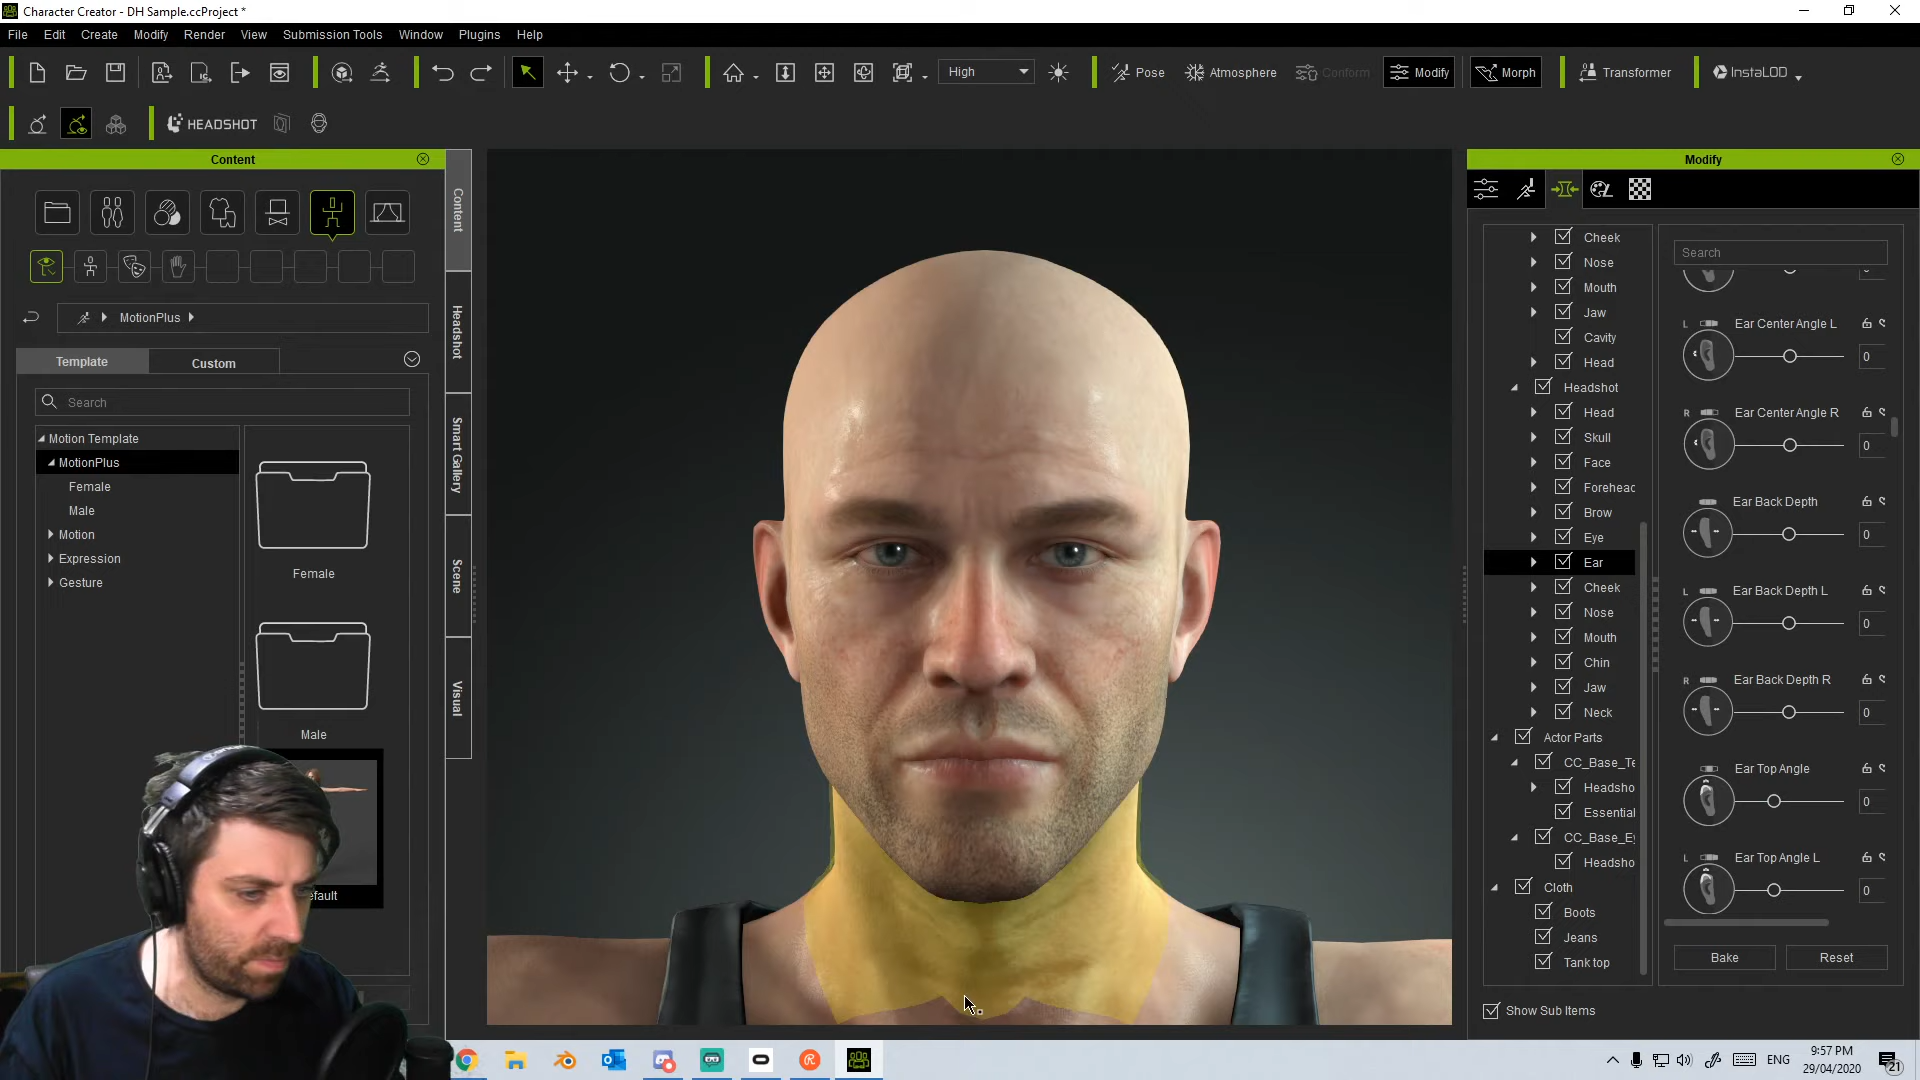 Character Creator - DH Sample.ccProject *
File Edit Create Modify Render View Submission Tools Window Plugins Help
High Pose Atmosphere Conform Modify Morph Transformer InstaLOD
HEADSHOT
Content
Content
Headshot
Smart Gallery
Scene
Visual
MotionPlus
Template Custom
Search
Motion Template
MotionPlus
Female
Male
Motion
Expression
Gesture
Female
Male
Modify
Cheek
Nose
Mouth
Jaw
Cavity
Head
Headshot
Head
Skull
Face
Forehead
Brow
Eye
Ear
Cheek
Nose
Mouth
Chin
Jaw
Neck
Actor Parts
CC_Base_Te
Headsho
Essential
CC_Base_Ey
Headsho
Cloth
Boots
Jeans
Tank top
Show Sub Items
Search
L Ear Center Angle L
0
R Ear Center Angle R
0
Ear Back Depth
0
L Ear Back Depth L
0
R Ear Back Depth R
0
Ear Top Angle
0
L Ear Top Angle L
0
Bake Reset
ENG
9:57 PM
29/04/2020
21